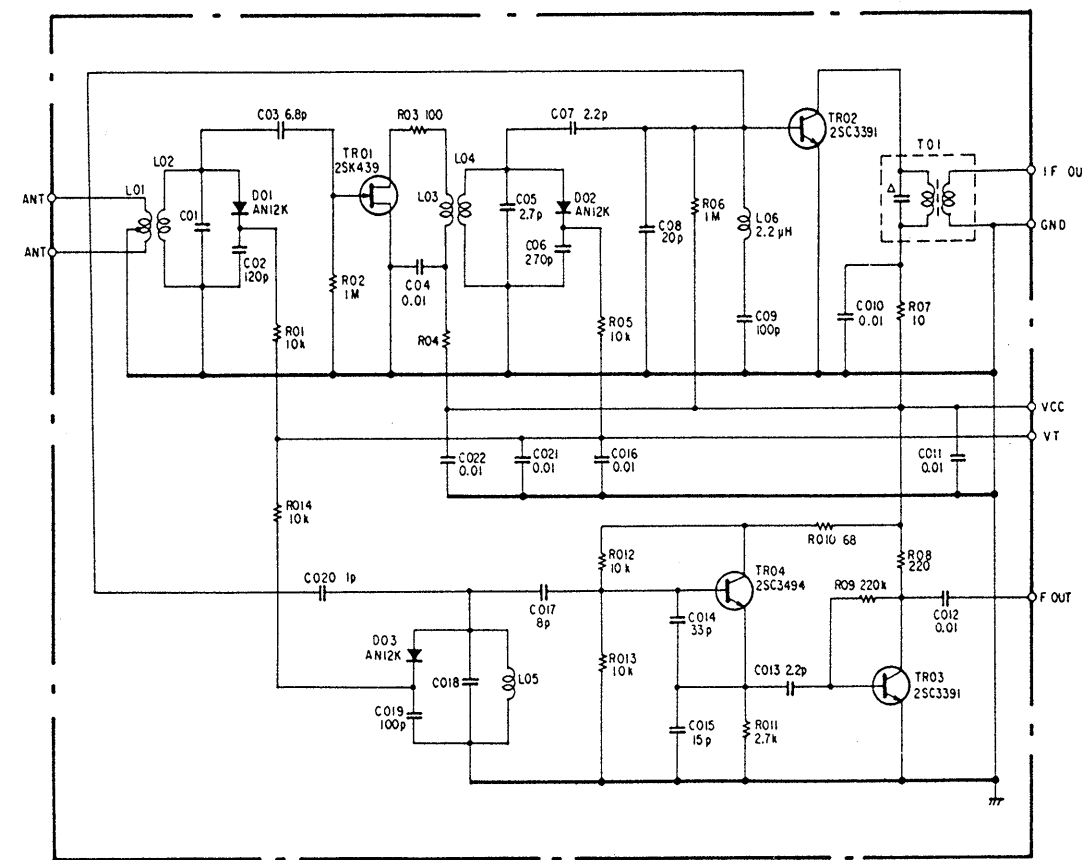 ANT
ANT
L01
L02
C01
D01
AN12K
C02
120p
R01
10k
C03 6.8p
TR01
2SK439
R02
1M
R03 100
L03
L04
C04
0.01
R04
C05
2.7p
D02
AN12K
C06
270p
R05
10k
C07 2.2p
C08
20p
R06
1M
L06
2.2 μH
C09
100p
TR02
2SC3391
T01
Δ
C010
0.01
R07
10
IF OU
GND
VCC
VT
C022
0.01
C021
0.01
C016
0.01
C011
0.01
R014
10k
C020 1p
D03
AN12K
C019
100p
C018
L05
C017
8p
R012
10k
R013
10k
R010 68
TR04
2SC3494
C014
33p
C015
15p
R011
2.7k
C013 2.2p
R09 220k
R08
220
C012
0.01
F OUT
TR03
2SC3391